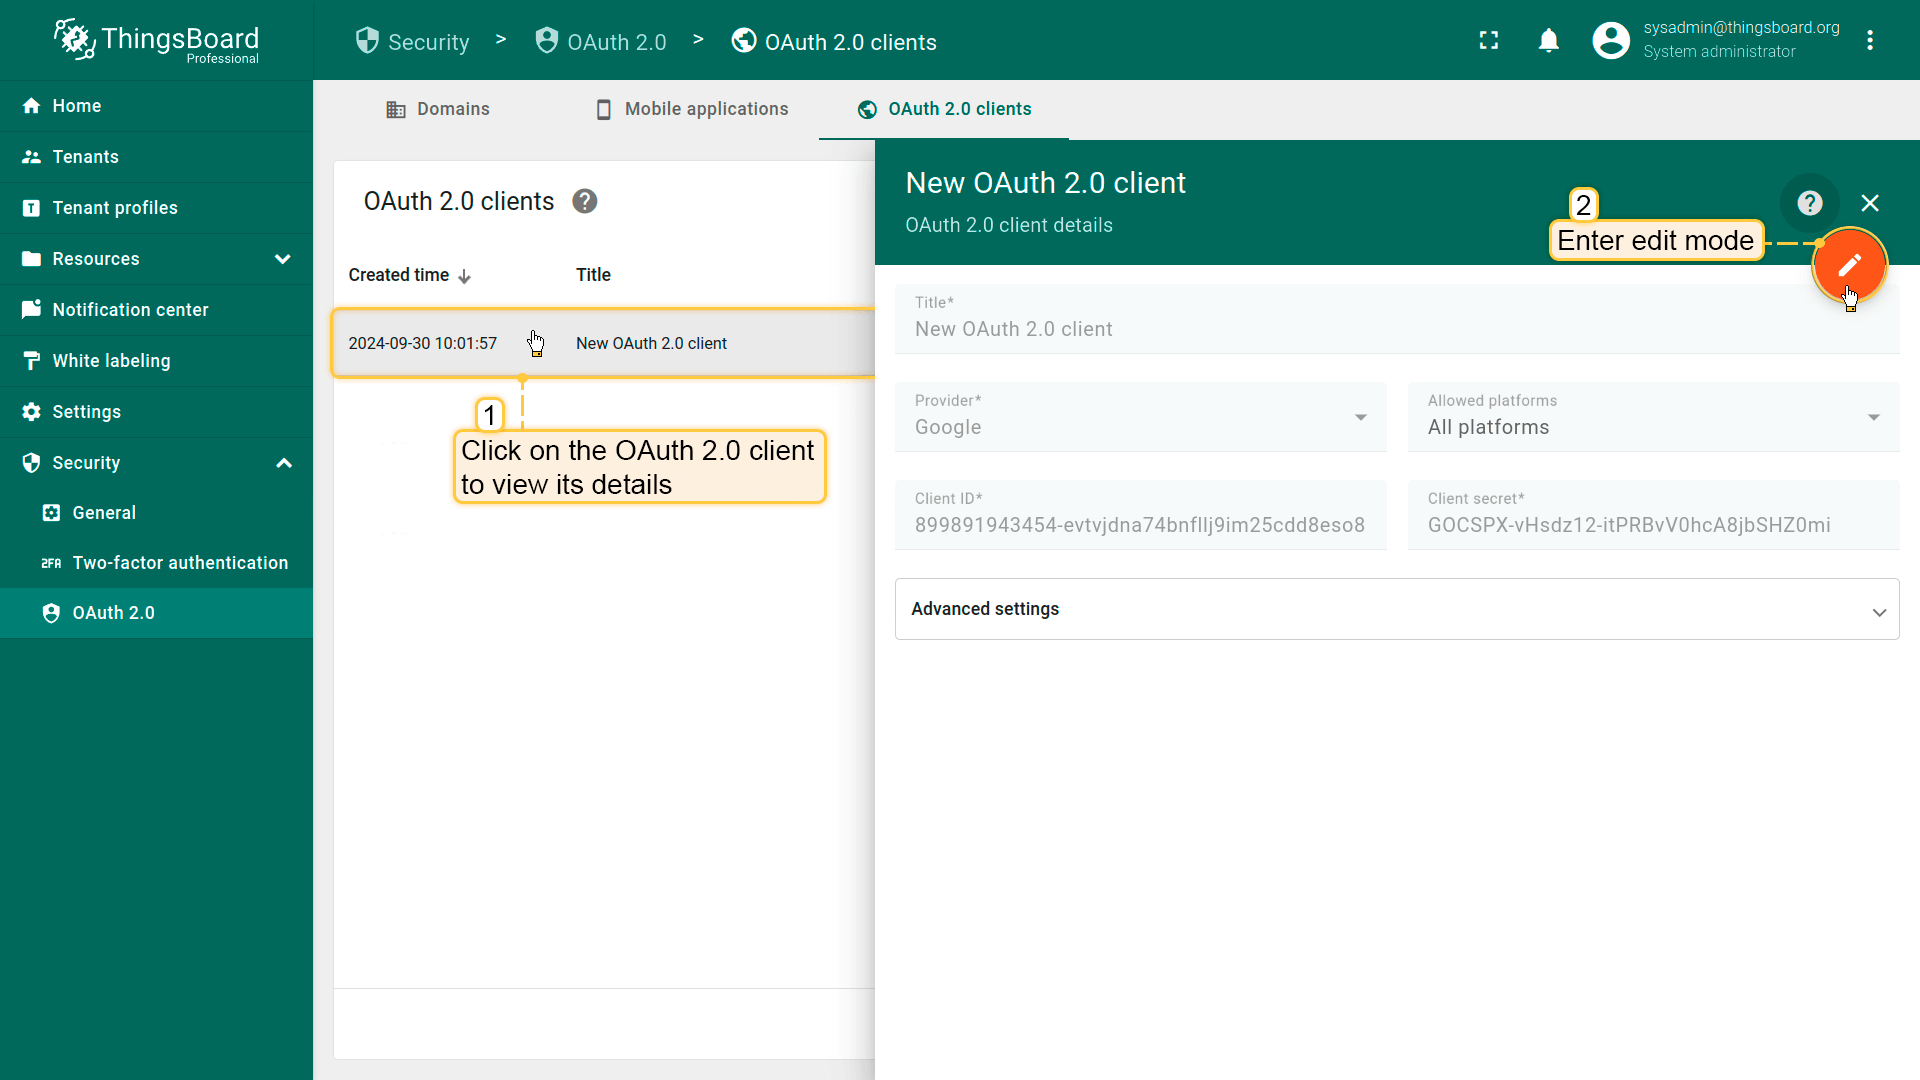 ThingsBoard
Professional
Security > OAuth 2.0 > OAuth 2.0 clients
sysadmin@thingsboard.org
System administrator
Home
Tenants
Tenant profiles
Resources
Notification center
White labeling
Settings
Security
General
2FA Two-factor authentication
OAuth 2.0
Domains
Mobile applications
OAuth 2.0 clients
OAuth 2.0 clients ?
Created time
Title
2024-09-30 10:01:57
New OAuth 2.0 client
1
Click on the OAuth 2.0 client
to view its details
New OAuth 2.0 client
OAuth 2.0 client details
?
2
Enter edit mode
Title*
New OAuth 2.0 client
Provider*
Google
Allowed platforms
All platforms
Client ID*
899891943454-evtvjdna74bnfllj9im25cdd8eso8
Client secret*
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
Advanced settings